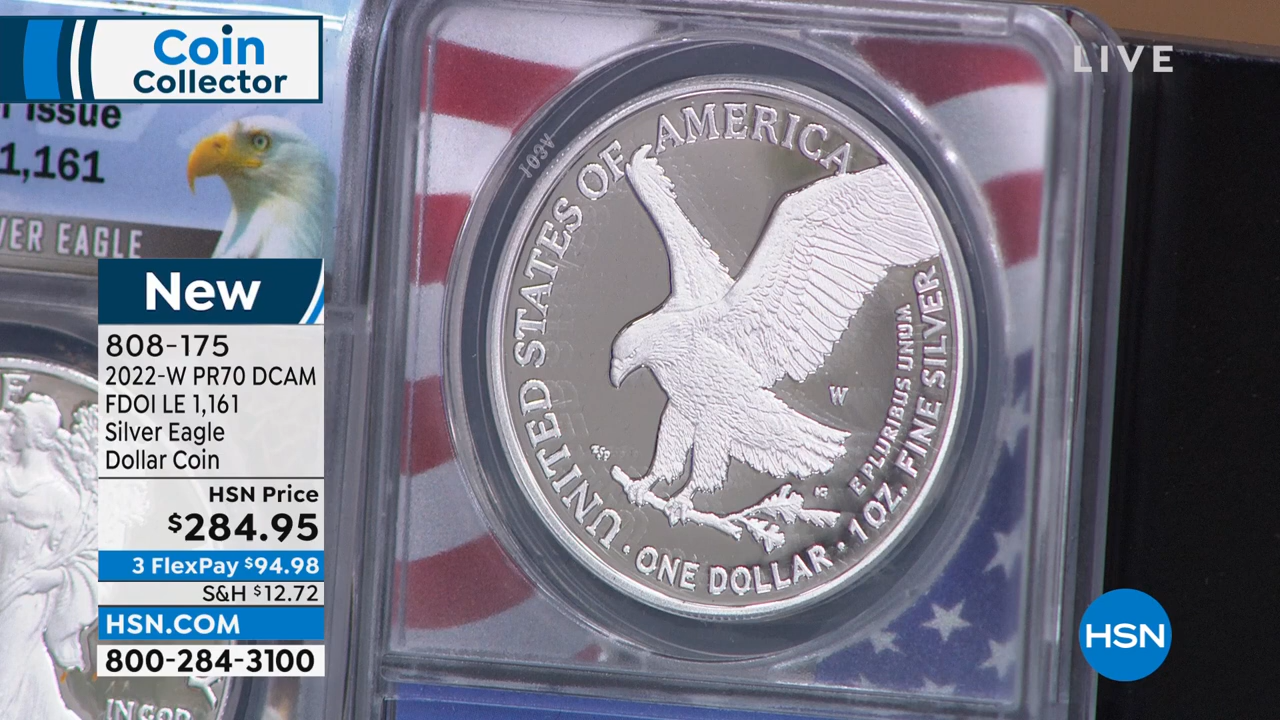 Coin
Collector
LIVE
Issue
1,161
VER EAGLE
New
808-175
2022-W PR70 DCAM
FDOI LE 1,161
Silver Eagle
Dollar Coin
HSN Price
$284.95
3 FlexPay $94.98
S&H $12.72
HSN.COM
800-284-3100
IN GOD
UNITED STATES OF AMERICA
W
E PLURIBUS UNUM
1 OZ. FINE SILVER
• ONE DOLLAR •
HSN